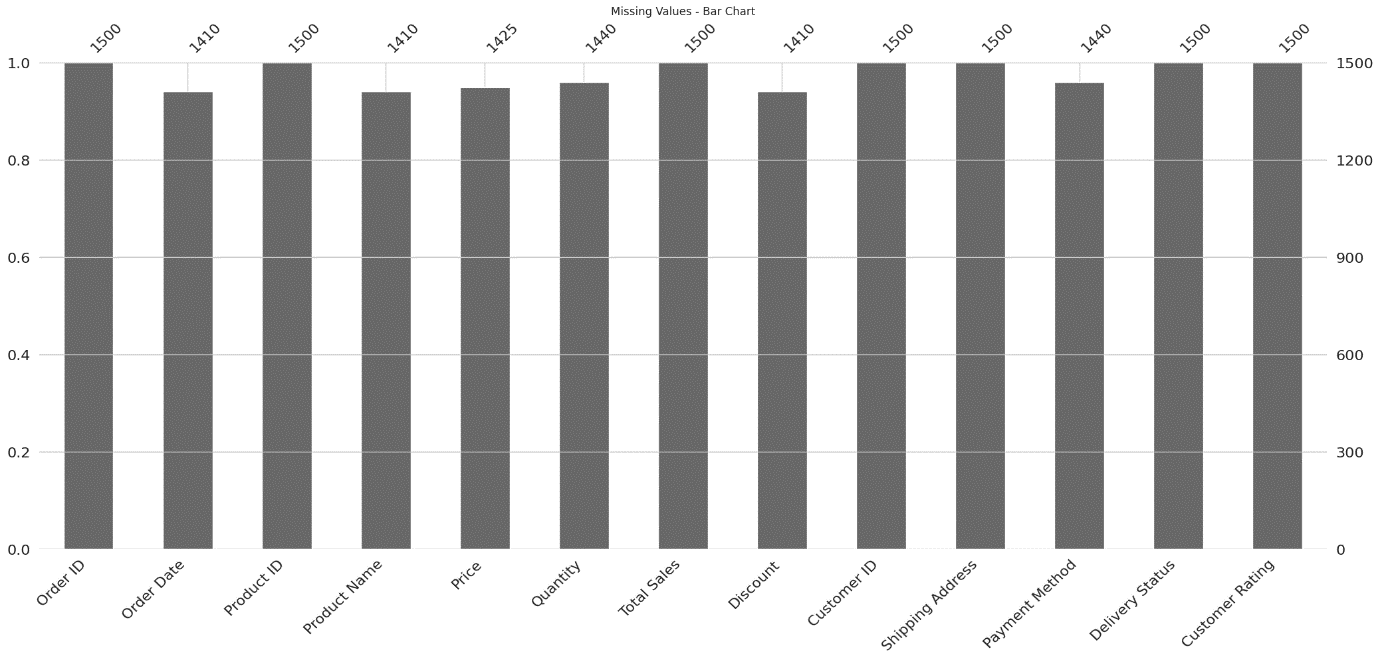 Missing Values - Bar Chart
1500 1410 1500 1410 1425 1440 1500 1410 1500 1500 1440 1500 1500
1.0 1500
0.8 1200
0.6 900
0.4 600
0.2 300
0.0 0
Order ID
Order Date
Product ID
Product Name
Price
Quantity
Total Sales
Discount
Customer ID
Shipping Address
Payment Method
Delivery Status
Customer Rating